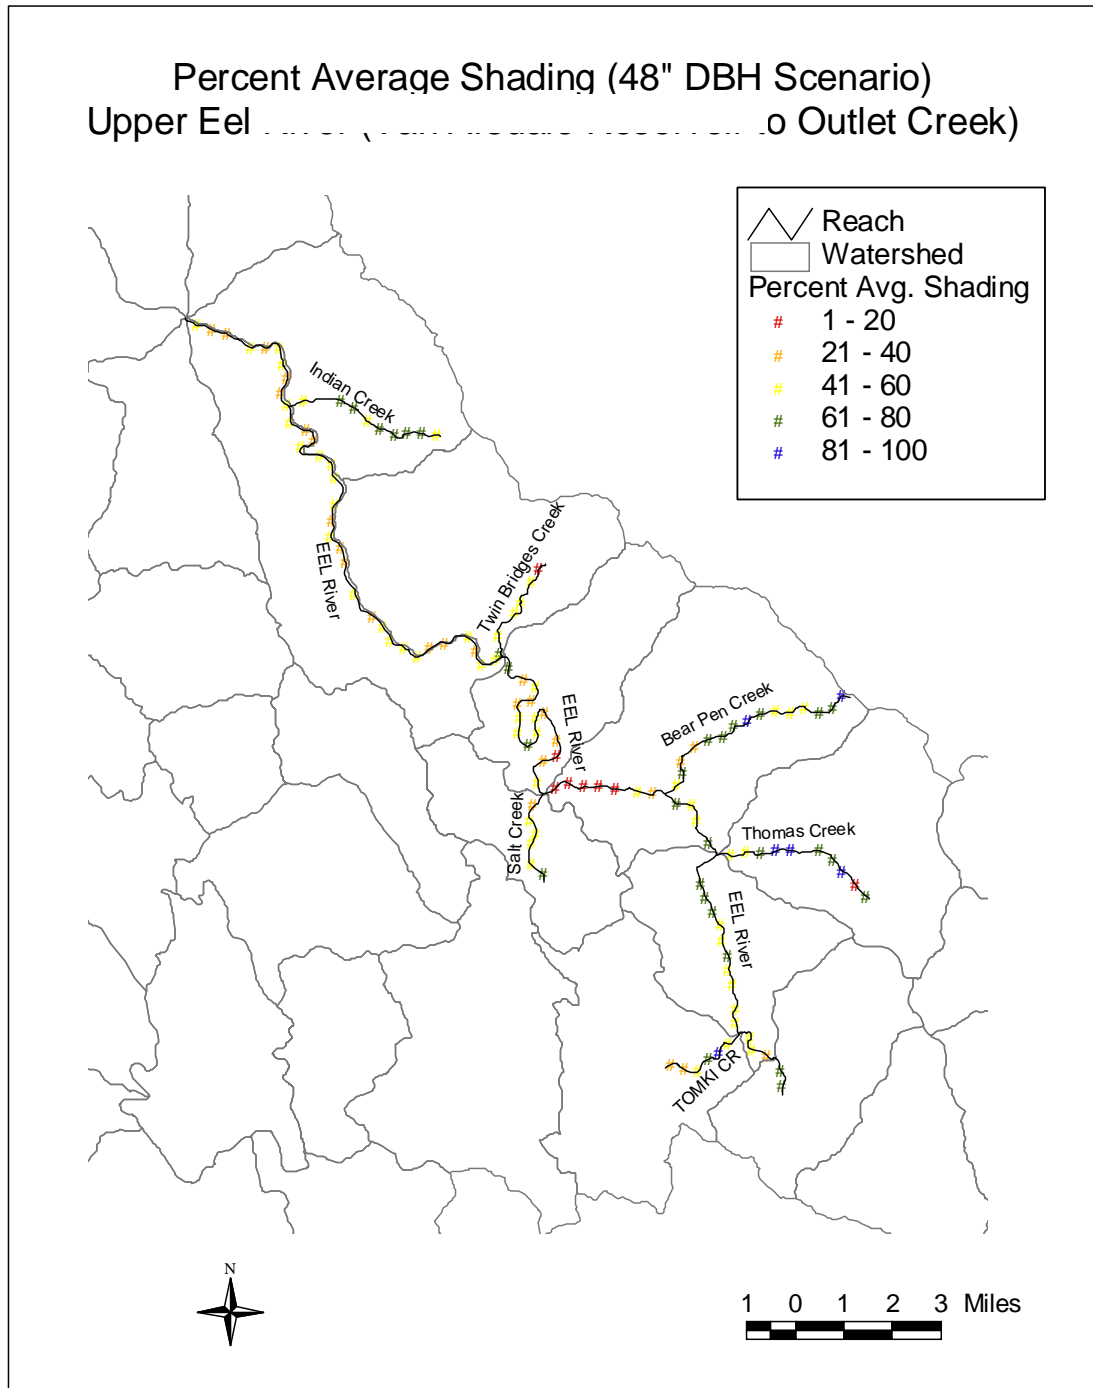 Percent Average Shading (48" DBH Scenario)
Upper Eel o Outlet Creek)
Reach
Watershed
Percent Avg. Shading
# 1 - 20
# 21 - 40
# 41 - 60
# 61 - 80
# 81 - 100
Indian Creek
EEL River
Twin Bridges Creek
EEL River
Bear Pen Creek
Salt Creek
Thomas Creek
EEL River
TOMKI CR
N
1 0 1 2 3 Miles